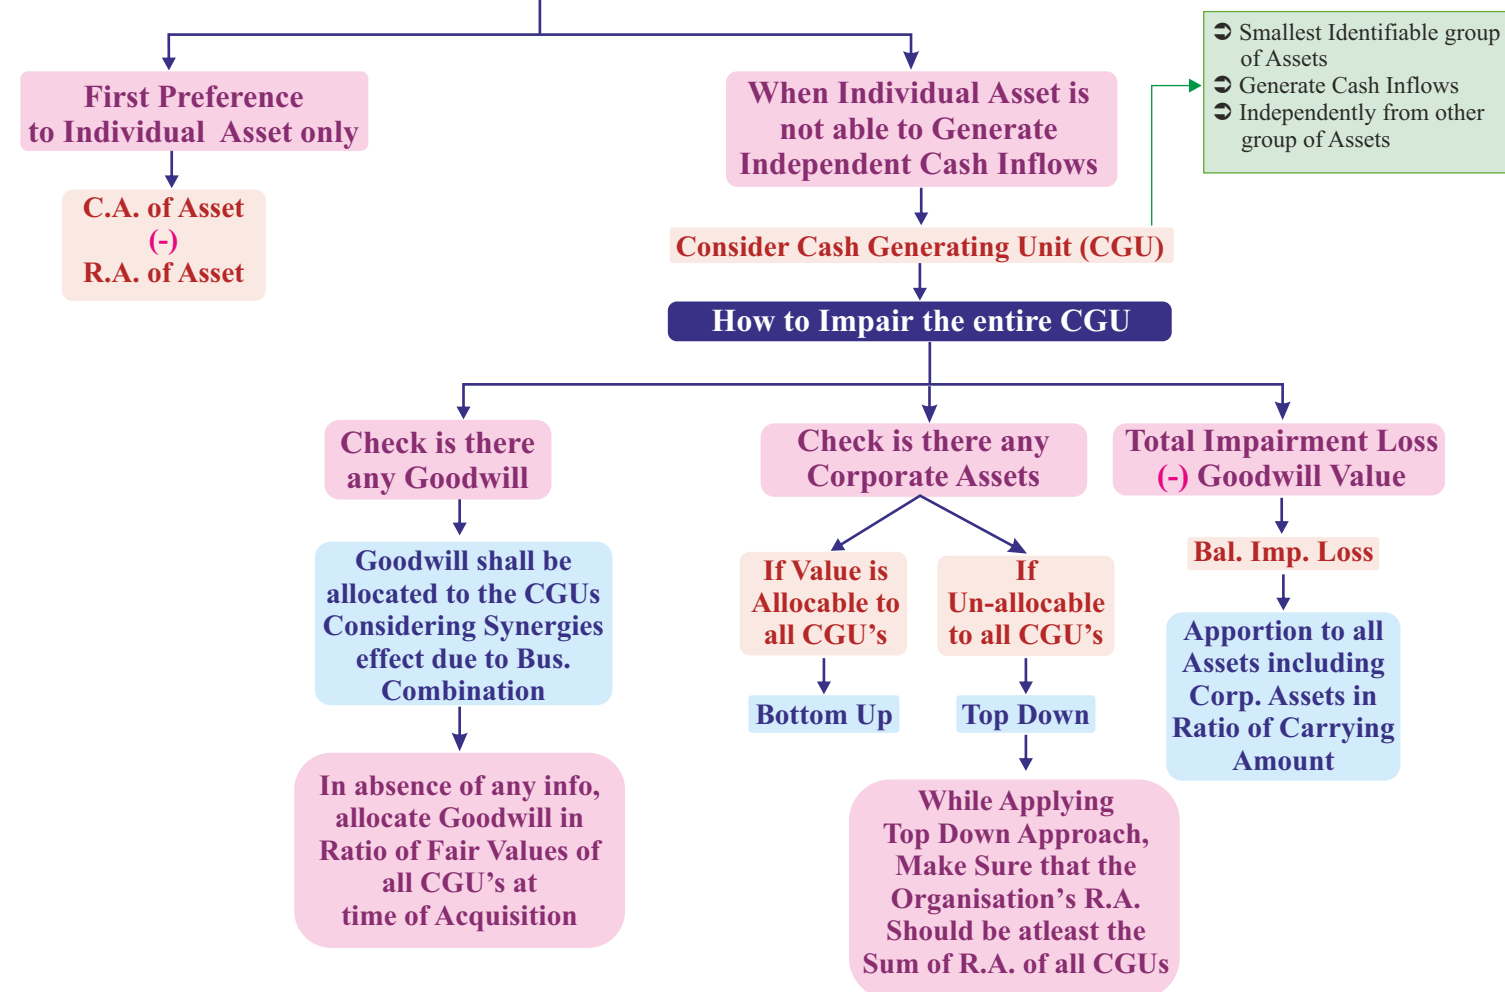 First Preference
to Individual Asset only
C.A. of Asset
(-)
R.A. of Asset
When Individual Asset is
not able to Generate
Independent Cash Inflows
➲ Smallest Identifiable group
of Assets
➲ Generate Cash Inflows
➲ Independently from other
group of Assets
Consider Cash Generating Unit (CGU)
How to Impair the entire CGU
Check is there
any Goodwill
Goodwill shall be
allocated to the CGUs
Considering Synergies
effect due to Bus.
Combination
In absence of any info,
allocate Goodwill in
Ratio of Fair Values of
all CGU’s at
time of Acquisition
Check is there any
Corporate Assets
If Value is
Allocable to
all CGU’s
Bottom Up
If
Un-allocable
to all CGU’s
Top Down
While Applying
Top Down Approach,
Make Sure that the
Organisation’s R.A.
Should be atleast the
Sum of R.A. of all CGUs
Total Impairment Loss
(-) Goodwill Value
Bal. Imp. Loss
Apportion to all
Assets including
Corp. Assets in
Ratio of Carrying
Amount